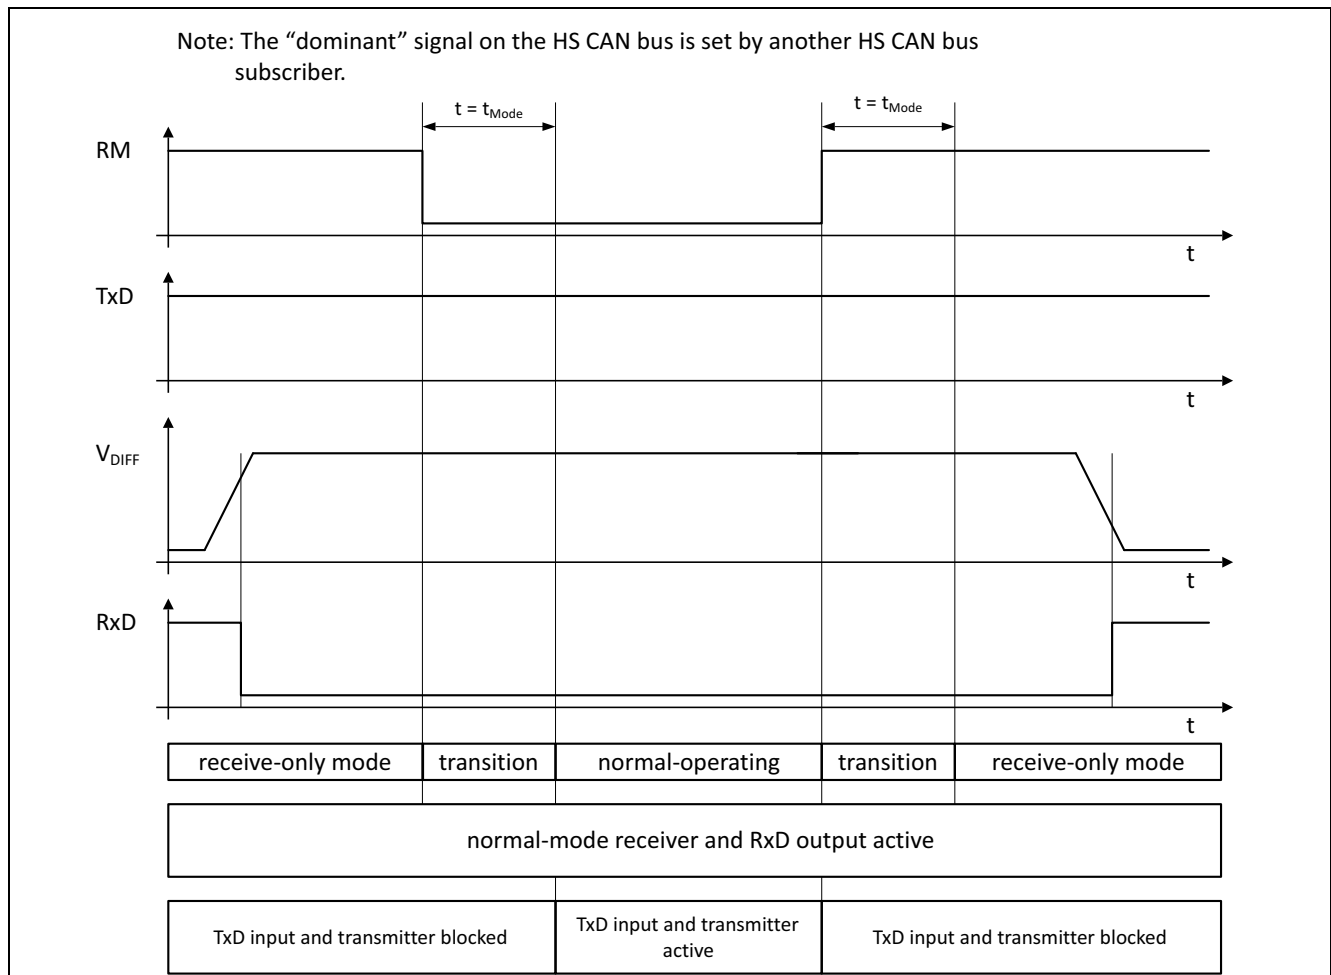 Note: The “dominant” signal on the HS CAN bus is set by another HS CAN bus
subscriber.
t = tMode
t = tMode
RM
t
TxD
t
VDIFF
t
RxD
t
receive-only mode
transition
normal-operating
transition
receive-only mode
normal-mode receiver and RxD output active
TxD input and transmitter blocked
TxD input and transmitter
active
TxD input and transmitter blocked